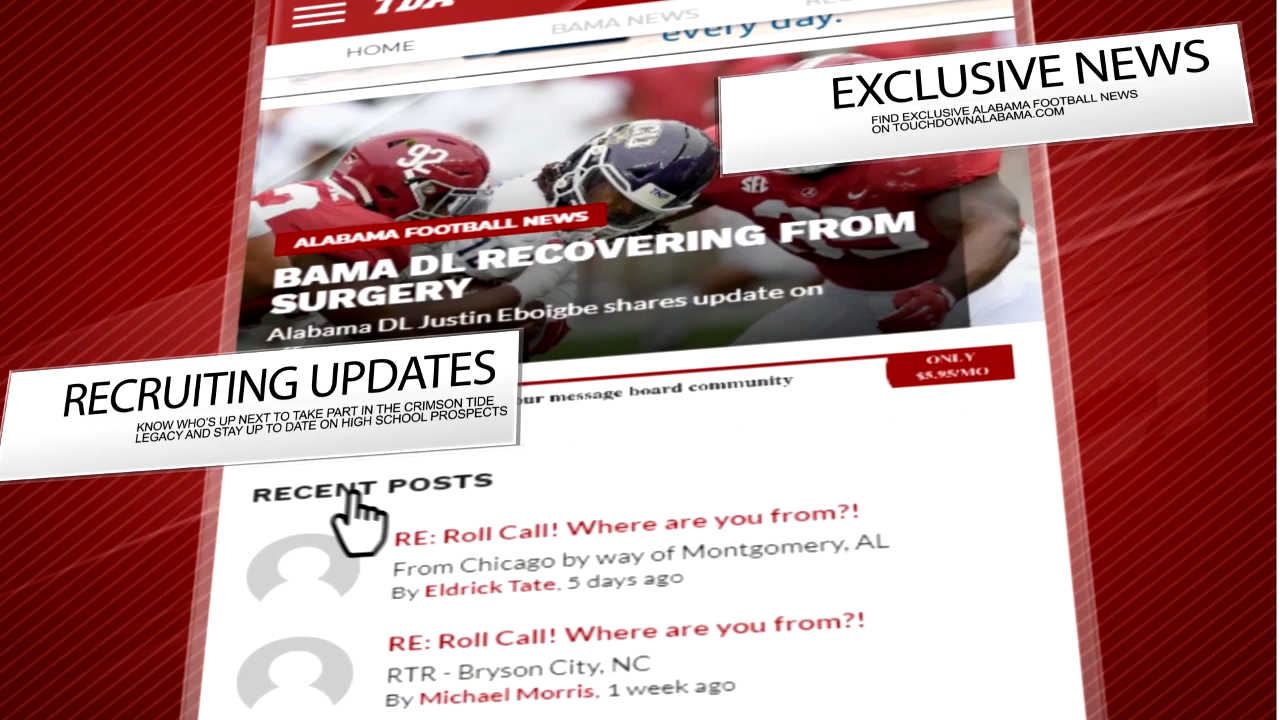 TDA
HOME
BAMA NEWS
every day.
EXCLUSIVE NEWS
FIND EXCLUSIVE ALABAMA FOOTBALL NEWS
ON TOUCHDOWNALABAMA.COM
92
SEC
ALABAMA FOOTBALL NEWS
BAMA DL RECOVERING FROM
SURGERY
Alabama DL Justin Eboigbe shares update on
RECRUITING UPDATES
KNOW WHO'S UP NEXT TO TAKE PART IN THE CRIMSON TIDE
LEGACY AND STAY UP TO DATE ON HIGH SCHOOL PROSPECTS
ONLY
$5.95/MO
our message board community
RECENT POSTS
RE: Roll Call! Where are you from?!
From Chicago by way of Montgomery, AL
By Eldrick Tate, 5 days ago
RE: Roll Call! Where are you from?!
RTR - Bryson City, NC
By Michael Morris, 1 week ago